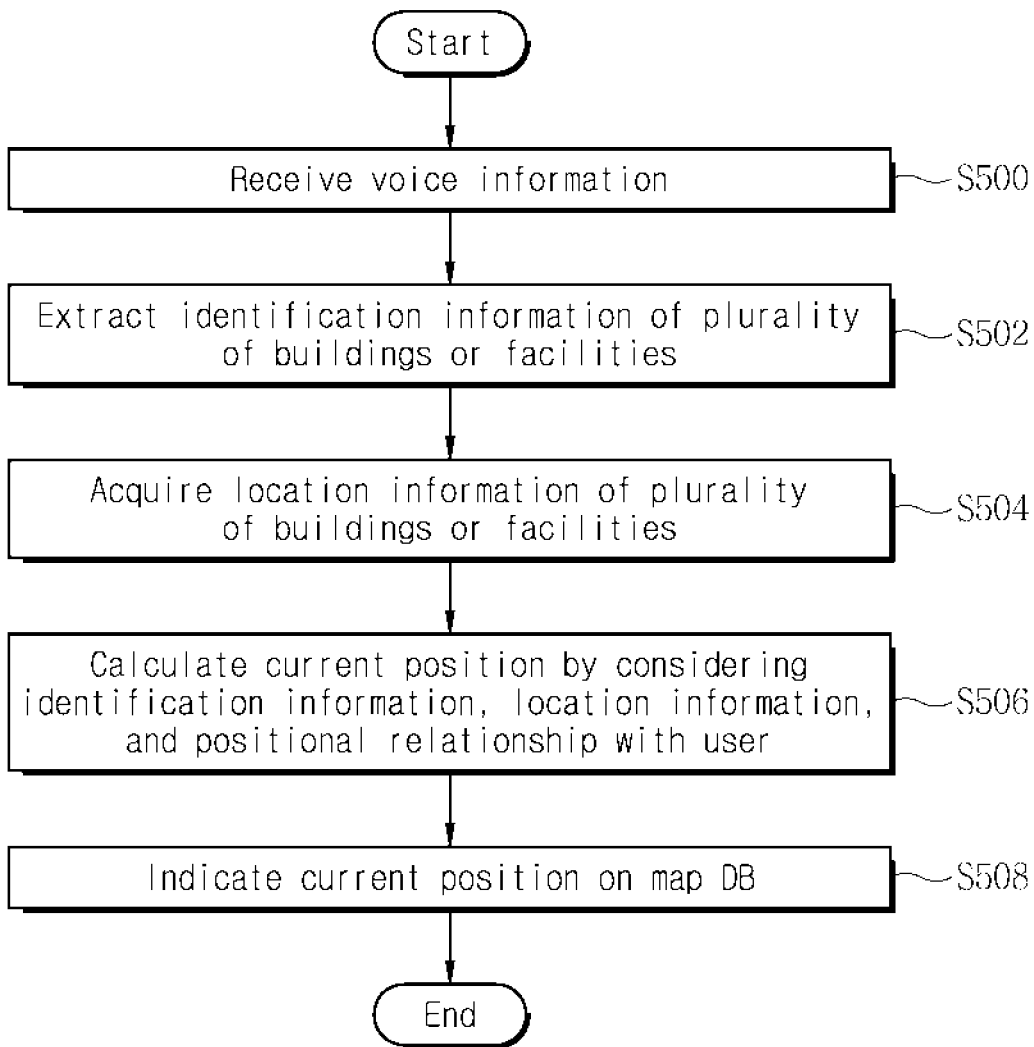 Start
Receive voice information
S500
Extract identification information of plurality
of buildings or facilities
S502
Acquire location information of plurality
of buildings or facilities
S504
Calculate current position by considering
identification information, location information,
and positional relationship with user
S506
Indicate current position on map DB
S508
End